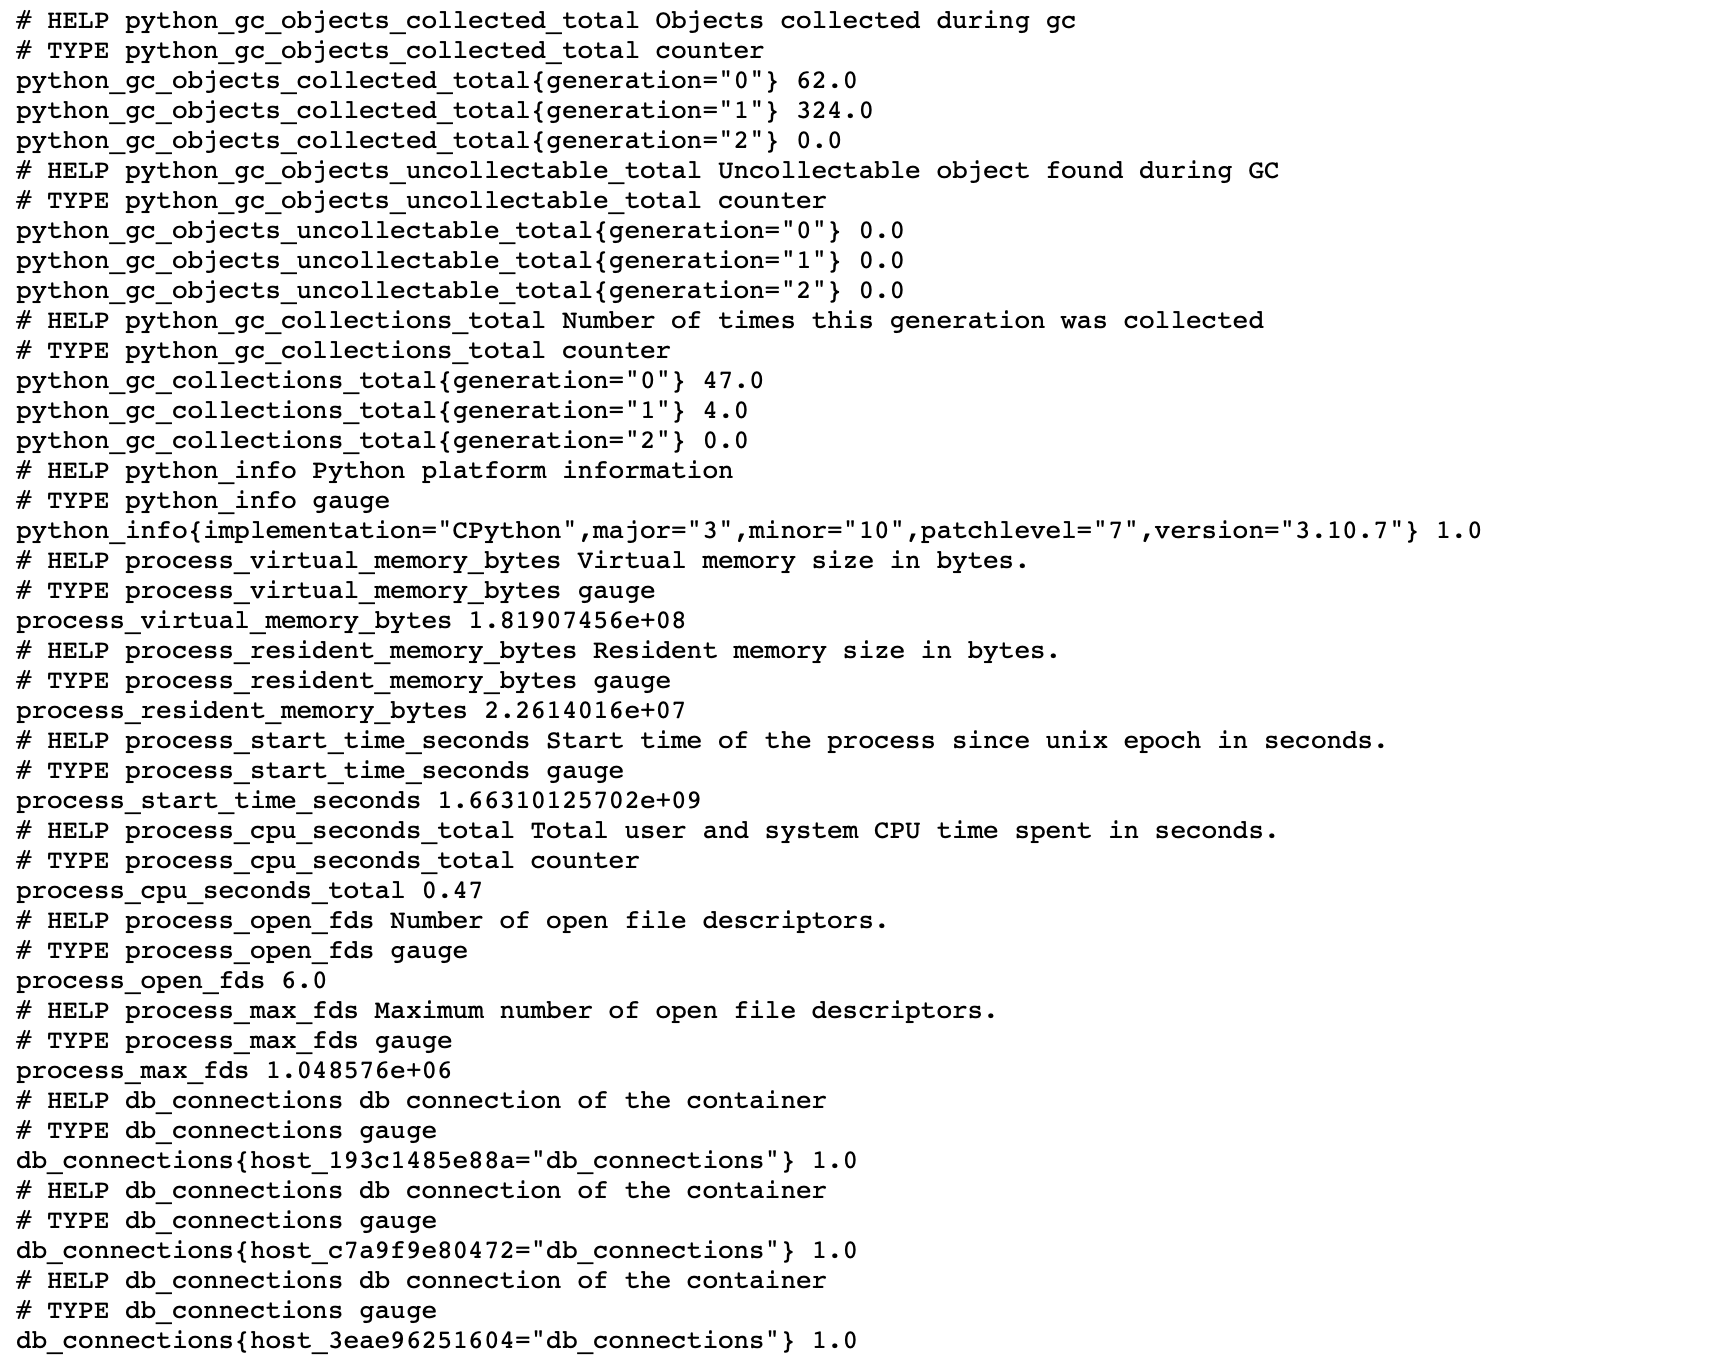 # HELP python_gc_objects_collected_total Objects collected during gc
# TYPE python_gc_objects_collected_total counter
python_gc_objects_collected_total{generation="0"} 62.0
python_gc_objects_collected_total{generation="1"} 324.0
python_gc_objects_collected_total{generation="2"} 0.0
# HELP python_gc_objects_uncollectable_total Uncollectable object found during GC
# TYPE python_gc_objects_uncollectable_total counter
python_gc_objects_uncollectable_total{generation="0"} 0.0
python_gc_objects_uncollectable_total{generation="1"} 0.0
python_gc_objects_uncollectable_total{generation="2"} 0.0
# HELP python_gc_collections_total Number of times this generation was collected
# TYPE python_gc_collections_total counter
python_gc_collections_total{generation="0"} 47.0
python_gc_collections_total{generation="1"} 4.0
python_gc_collections_total{generation="2"} 0.0
# HELP python_info Python platform information
# TYPE python_info gauge
python_info{implementation="CPython",major="3",minor="10",patchlevel="7",version="3.10.7"} 1.0
# HELP process_virtual_memory_bytes Virtual memory size in bytes.
# TYPE process_virtual_memory_bytes gauge
process_virtual_memory_bytes 1.81907456e+08
# HELP process_resident_memory_bytes Resident memory size in bytes.
# TYPE process_resident_memory_bytes gauge
process_resident_memory_bytes 2.2614016e+07
# HELP process_start_time_seconds Start time of the process since unix epoch in seconds.
# TYPE process_start_time_seconds gauge
process_start_time_seconds 1.66310125702e+09
# HELP process_cpu_seconds_total Total user and system CPU time spent in seconds.
# TYPE process_cpu_seconds_total counter
process_cpu_seconds_total 0.47
# HELP process_open_fds Number of open file descriptors.
# TYPE process_open_fds gauge
process_open_fds 6.0
# HELP process_max_fds Maximum number of open file descriptors.
# TYPE process_max_fds gauge
process_max_fds 1.048576e+06
# HELP db_connections db connection of the container
# TYPE db_connections gauge
db_connections{host_193c1485e88a="db_connections"} 1.0
# HELP db_connections db connection of the container
# TYPE db_connections gauge
db_connections{host_c7a9f9e80472="db_connections"} 1.0
# HELP db_connections db connection of the container
# TYPE db_connections gauge
db_connections{host_3eae96251604="db_connections"} 1.0